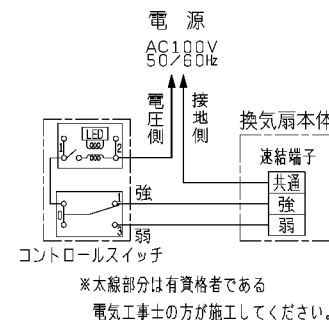 電源
AC100V
50/60Hz
電圧側
接地側
換気扇本体
速結端子
共通
強
弱
LED
1
2
強
0
1
3
弱
コントロールスイッチ
※太線部分は有資格者である
電気工事士の方が施工してください。